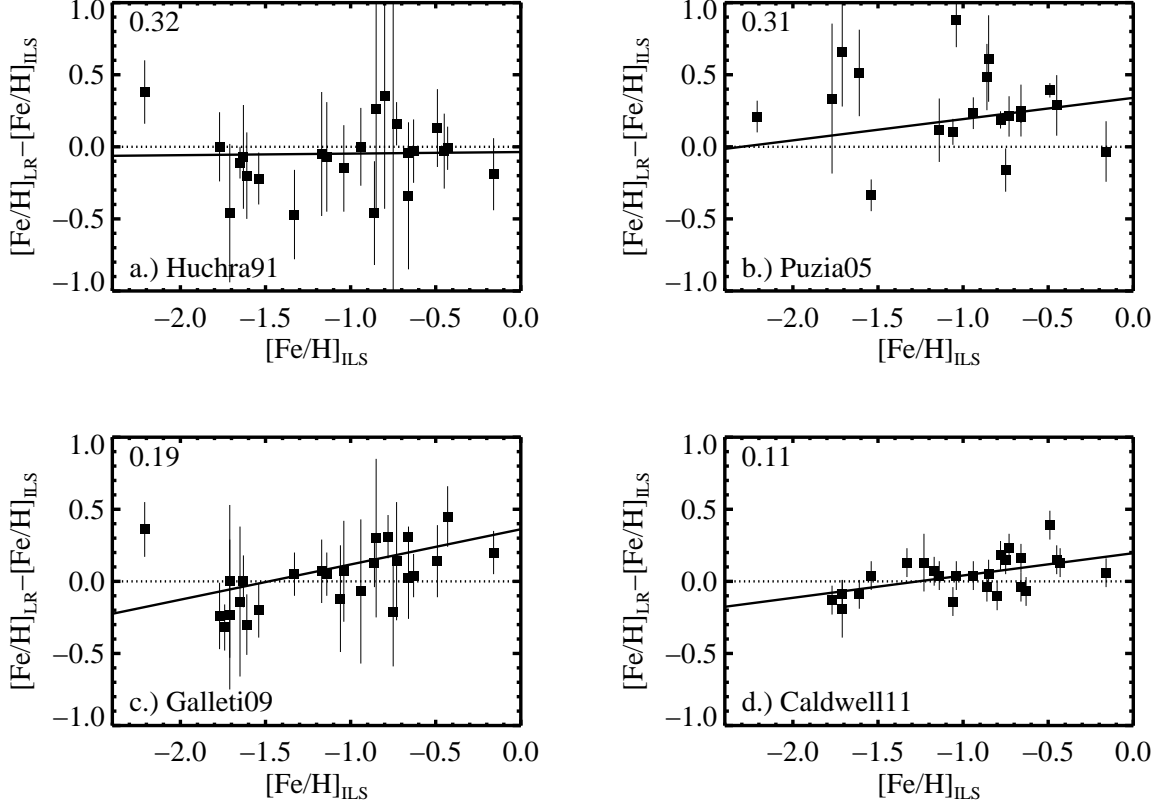 0.32
1.0
0.5
0.0
−0.5
−1.0
[Fe/H]LR−[Fe/H]ILS
a.) Huchra91
−2.0 −1.5 −1.0 −0.5 0.0
[Fe/H]ILS
0.31
1.0
0.5
0.0
−0.5
−1.0
[Fe/H]LR−[Fe/H]ILS
b.) Puzia05
−2.0 −1.5 −1.0 −0.5 0.0
[Fe/H]ILS
0.19
1.0
0.5
0.0
−0.5
−1.0
[Fe/H]LR−[Fe/H]ILS
c.) Galleti09
−2.0 −1.5 −1.0 −0.5 0.0
[Fe/H]ILS
0.11
1.0
0.5
0.0
−0.5
−1.0
[Fe/H]LR−[Fe/H]ILS
d.) Caldwell11
−2.0 −1.5 −1.0 −0.5 0.0
[Fe/H]ILS